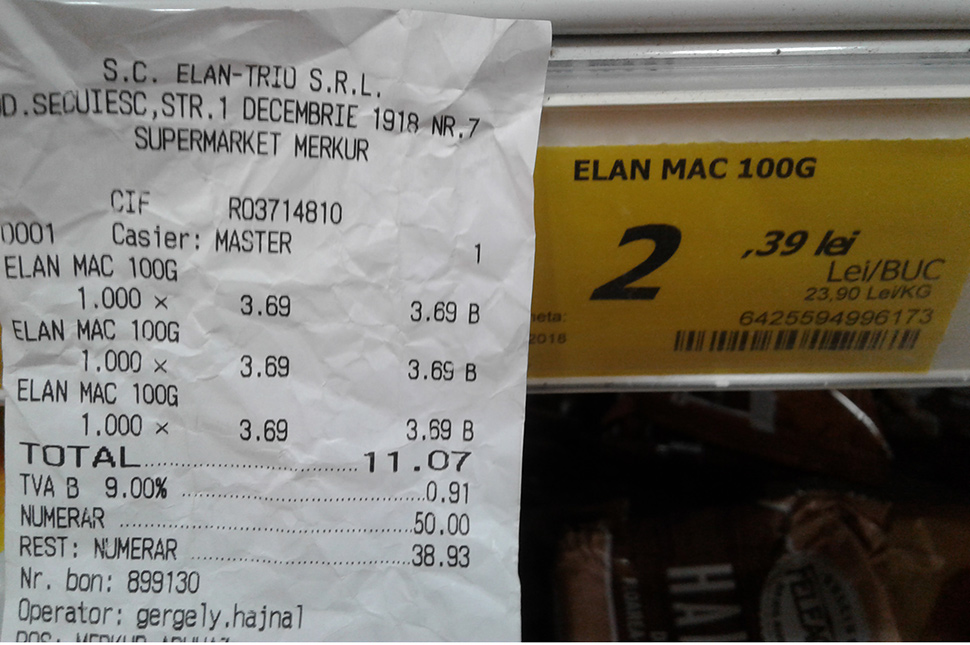 S.C. ELAN-TRIO S.R.L.
D.SECUIESC,STR.1 DECEMBRIE 1918 NR.7
SUPERMARKET MERKUR
CIF RO3714810
0001 Casier: MASTER 1
ELAN MAC 100G
1.000 × 3.69 3.69 B
ELAN MAC 100G
1.000 × 3.69 3.69 B
ELAN MAC 100G
1.000 × 3.69 3.69 B
TOTAL 11.07
TVA B 9.00% 0.91
NUMERAR 50.00
REST: NUMERAR 38.93
Nr. bon: 899130
Operator: gergely.hajnal
ELAN MAC 100G
2 ,39 lei
Lei/BUC
23,90 Lei/KG
eta: 6425594996173
2018